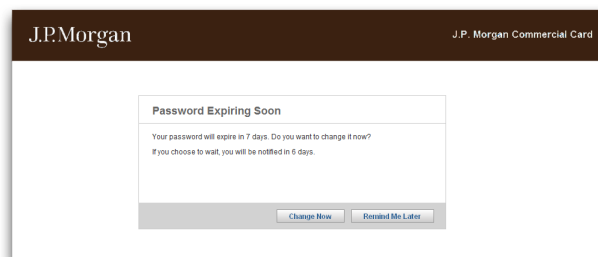 J.P.Morgan
J.P. Morgan Commercial Card
Password Expiring Soon
Your password will expire in 7 days. Do you want to change it now?
If you choose to wait, you will be notified in 6 days.
Change Now
Remind Me Later